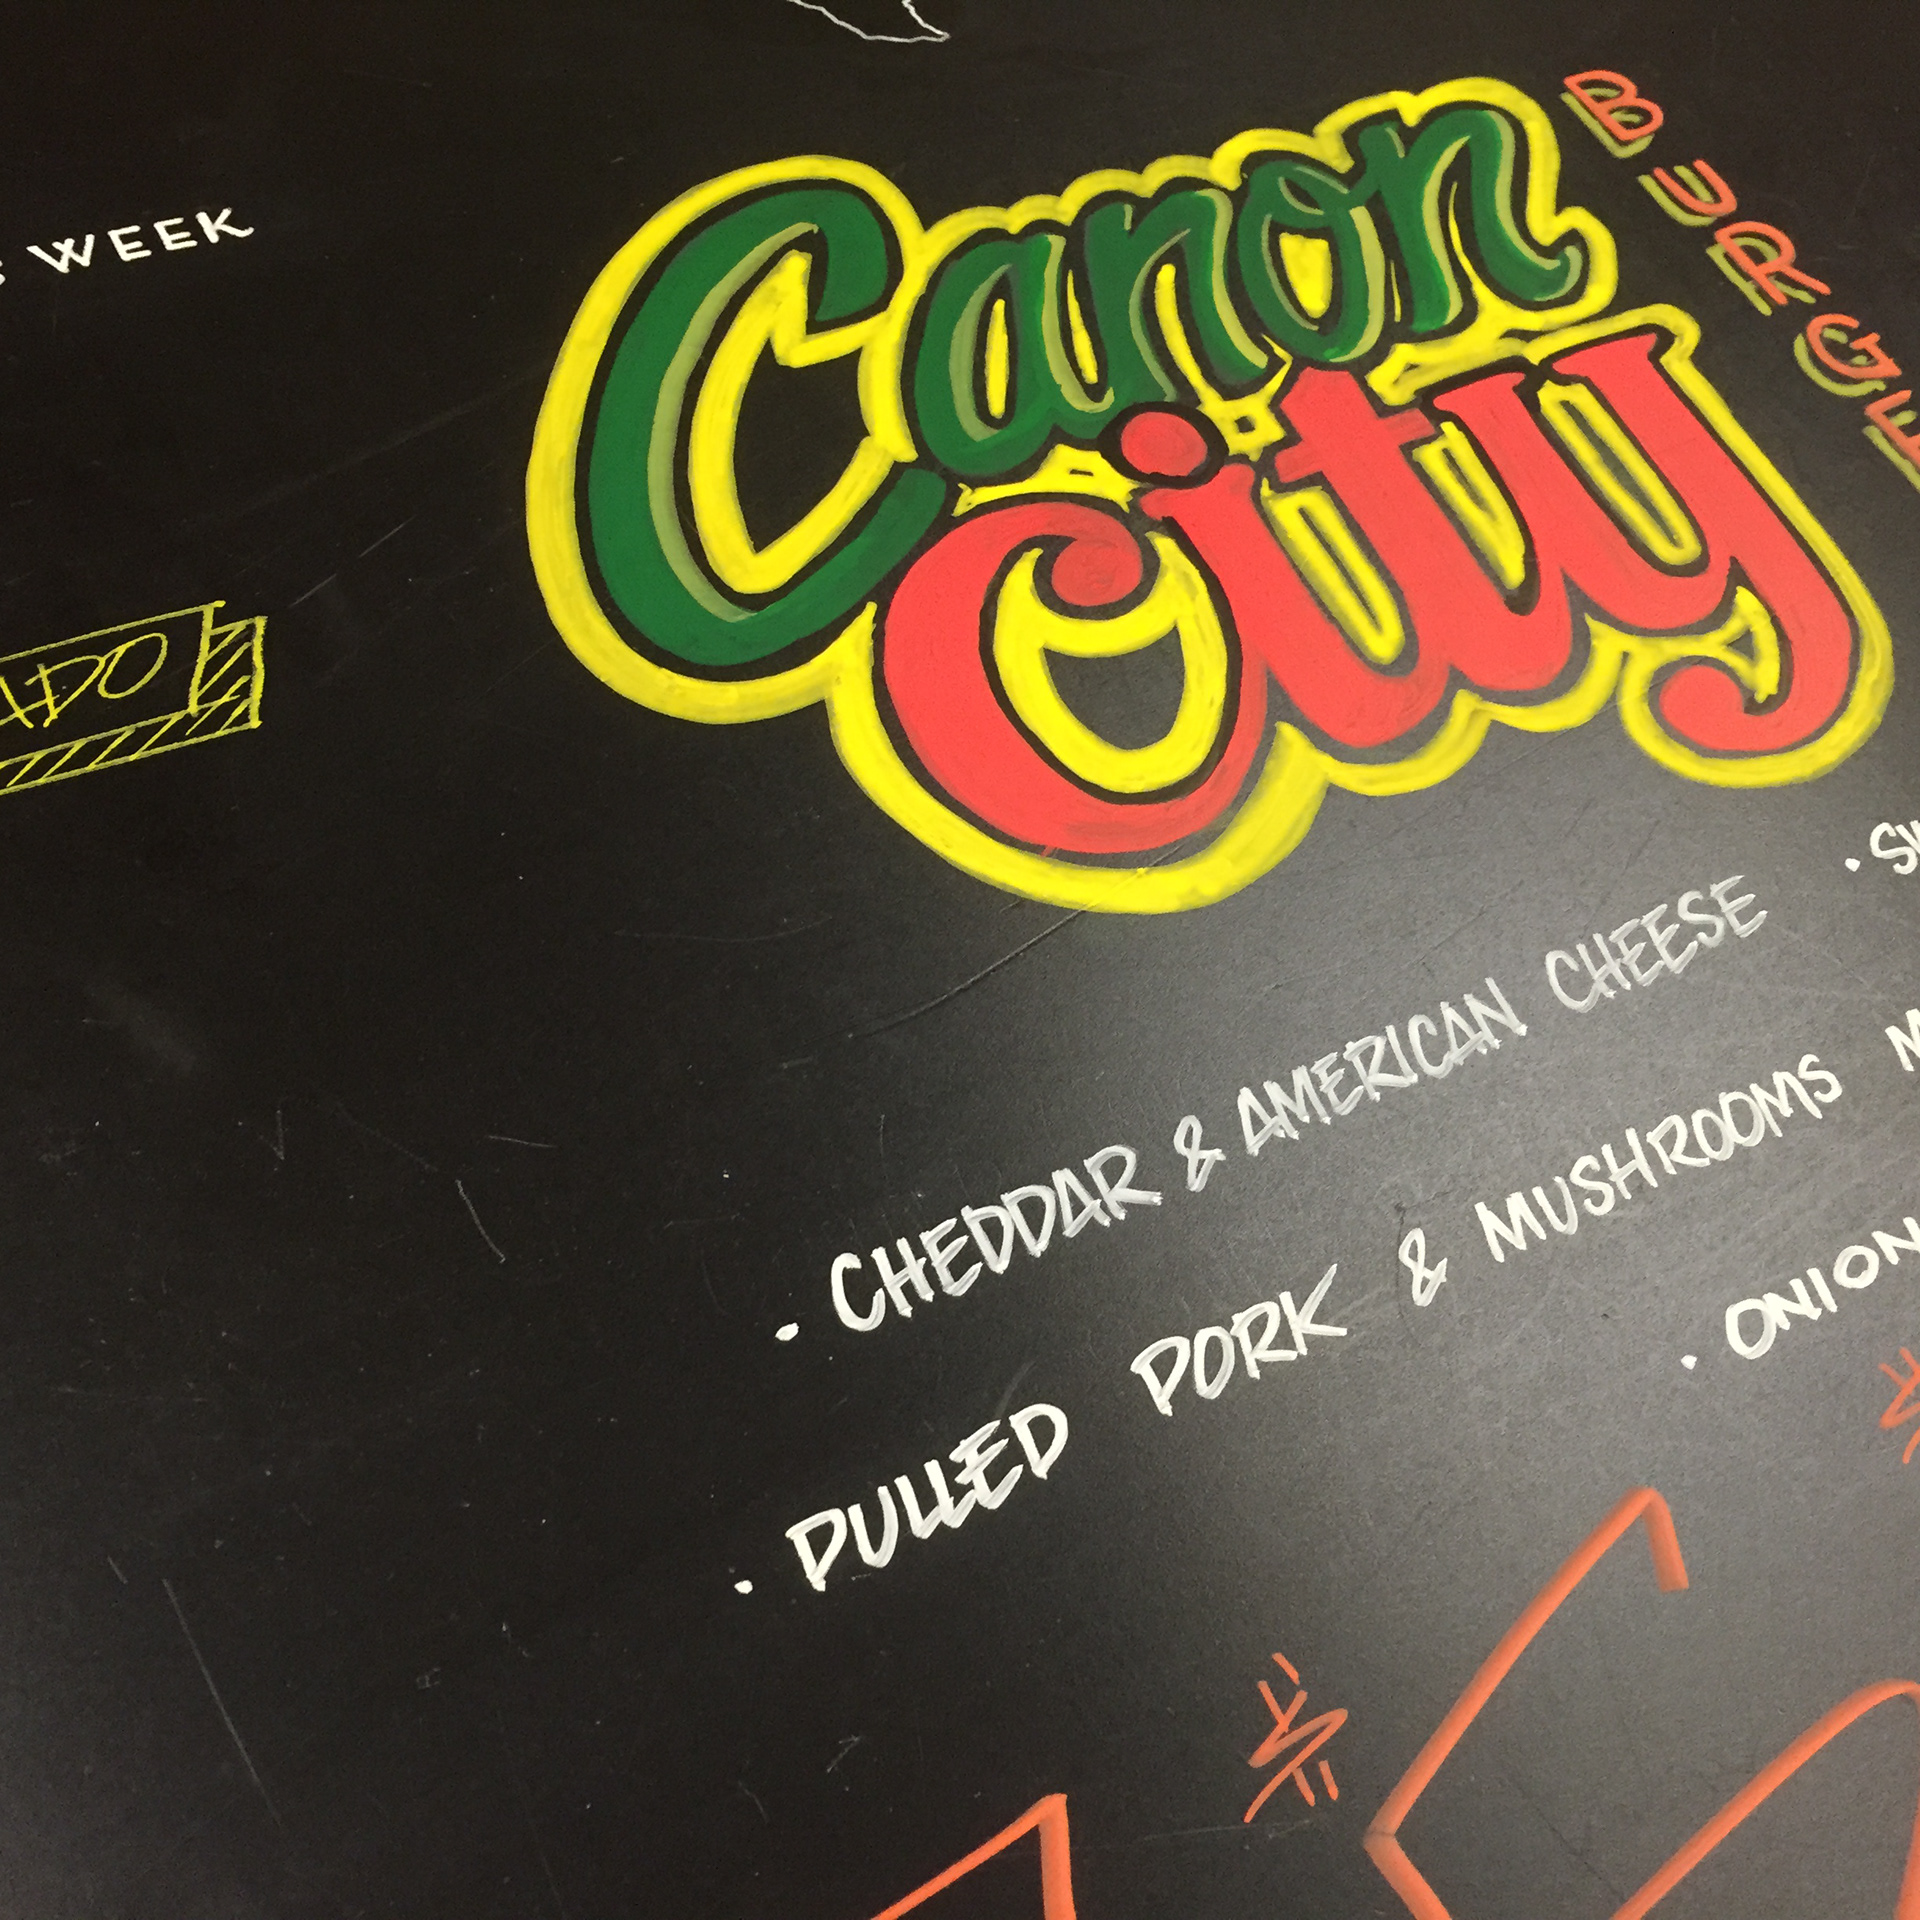 WEEK
Canon
City
BURGE
CHEDDAR & AMERICAN CHEESE
• PULLED PORK & MUSHROOMS
• ONION
$